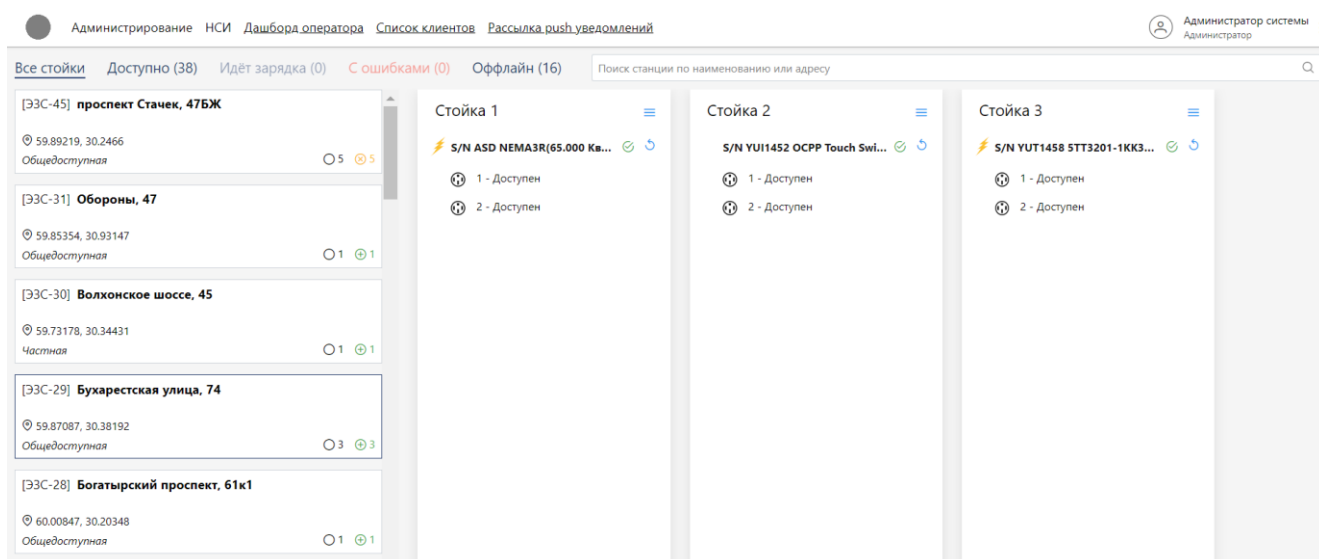 Администрирование НСИ Дашборд оператора Список клиентов Рассылка push уведомлений
Администратор системы
Администратор
Все стойки Доступно (38) Идёт зарядка (0) С ошибками (0) Оффлайн (16) Поиск станции по наименованию или адресу
[ЭЗС-45] проспект Стачек, 47БЖ
59.89219, 30.2466
Общедоступная 5 5
[ЭЗС-31] Обороны, 47
59.85354, 30.93147
Общедоступная 1 1
[ЭЗС-30] Волхонское шоссе, 45
59.73178, 30.34431
Частная 1 1
[ЭЗС-29] Бухарестская улица, 74
59.87087, 30.38192
Общедоступная 3 3
[ЭЗС-28] Богатырский проспект, 61к1
60.00847, 30.20348
Общедоступная 1 1
Стойка 1
S/N ASD NEMA3R(65.000 Кв...
1 - Доступен
2 - Доступен
Стойка 2
S/N YUI1452 OCPP Touch Swi...
1 - Доступен
2 - Доступен
Стойка 3
S/N YUT1458 5TT3201-1KK3...
1 - Доступен
2 - Доступен